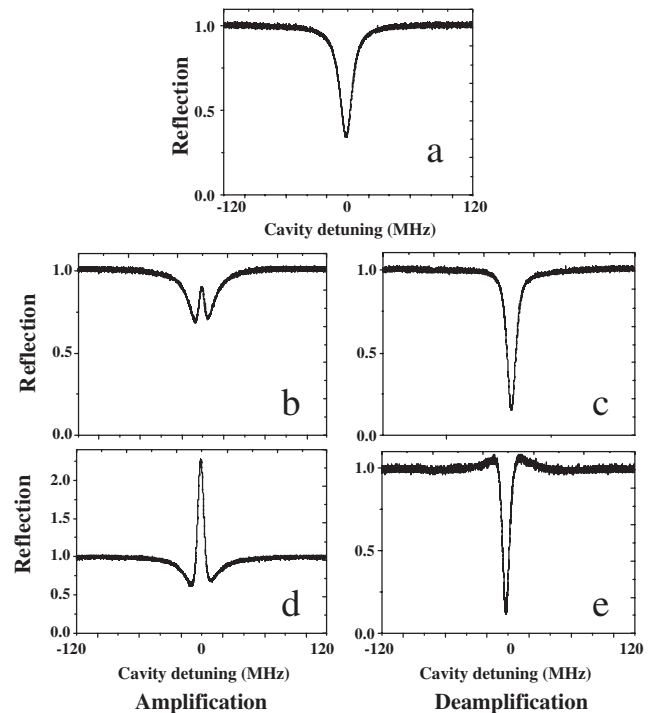 1.0
0.5
0.0
Reflection
a
-120 0 120
Cavity detuning (MHz)
1.0
0.5
0.0
Reflection
b
1.0
0.5
0.0
c
2.0
1.5
1.0
0.5
0.0
Reflection
d
-120 0 120
Cavity detuning (MHz)
Amplification
1.0
0.5
0.0
e
-120 0 120
Cavity detuning (MHz)
Deamplification